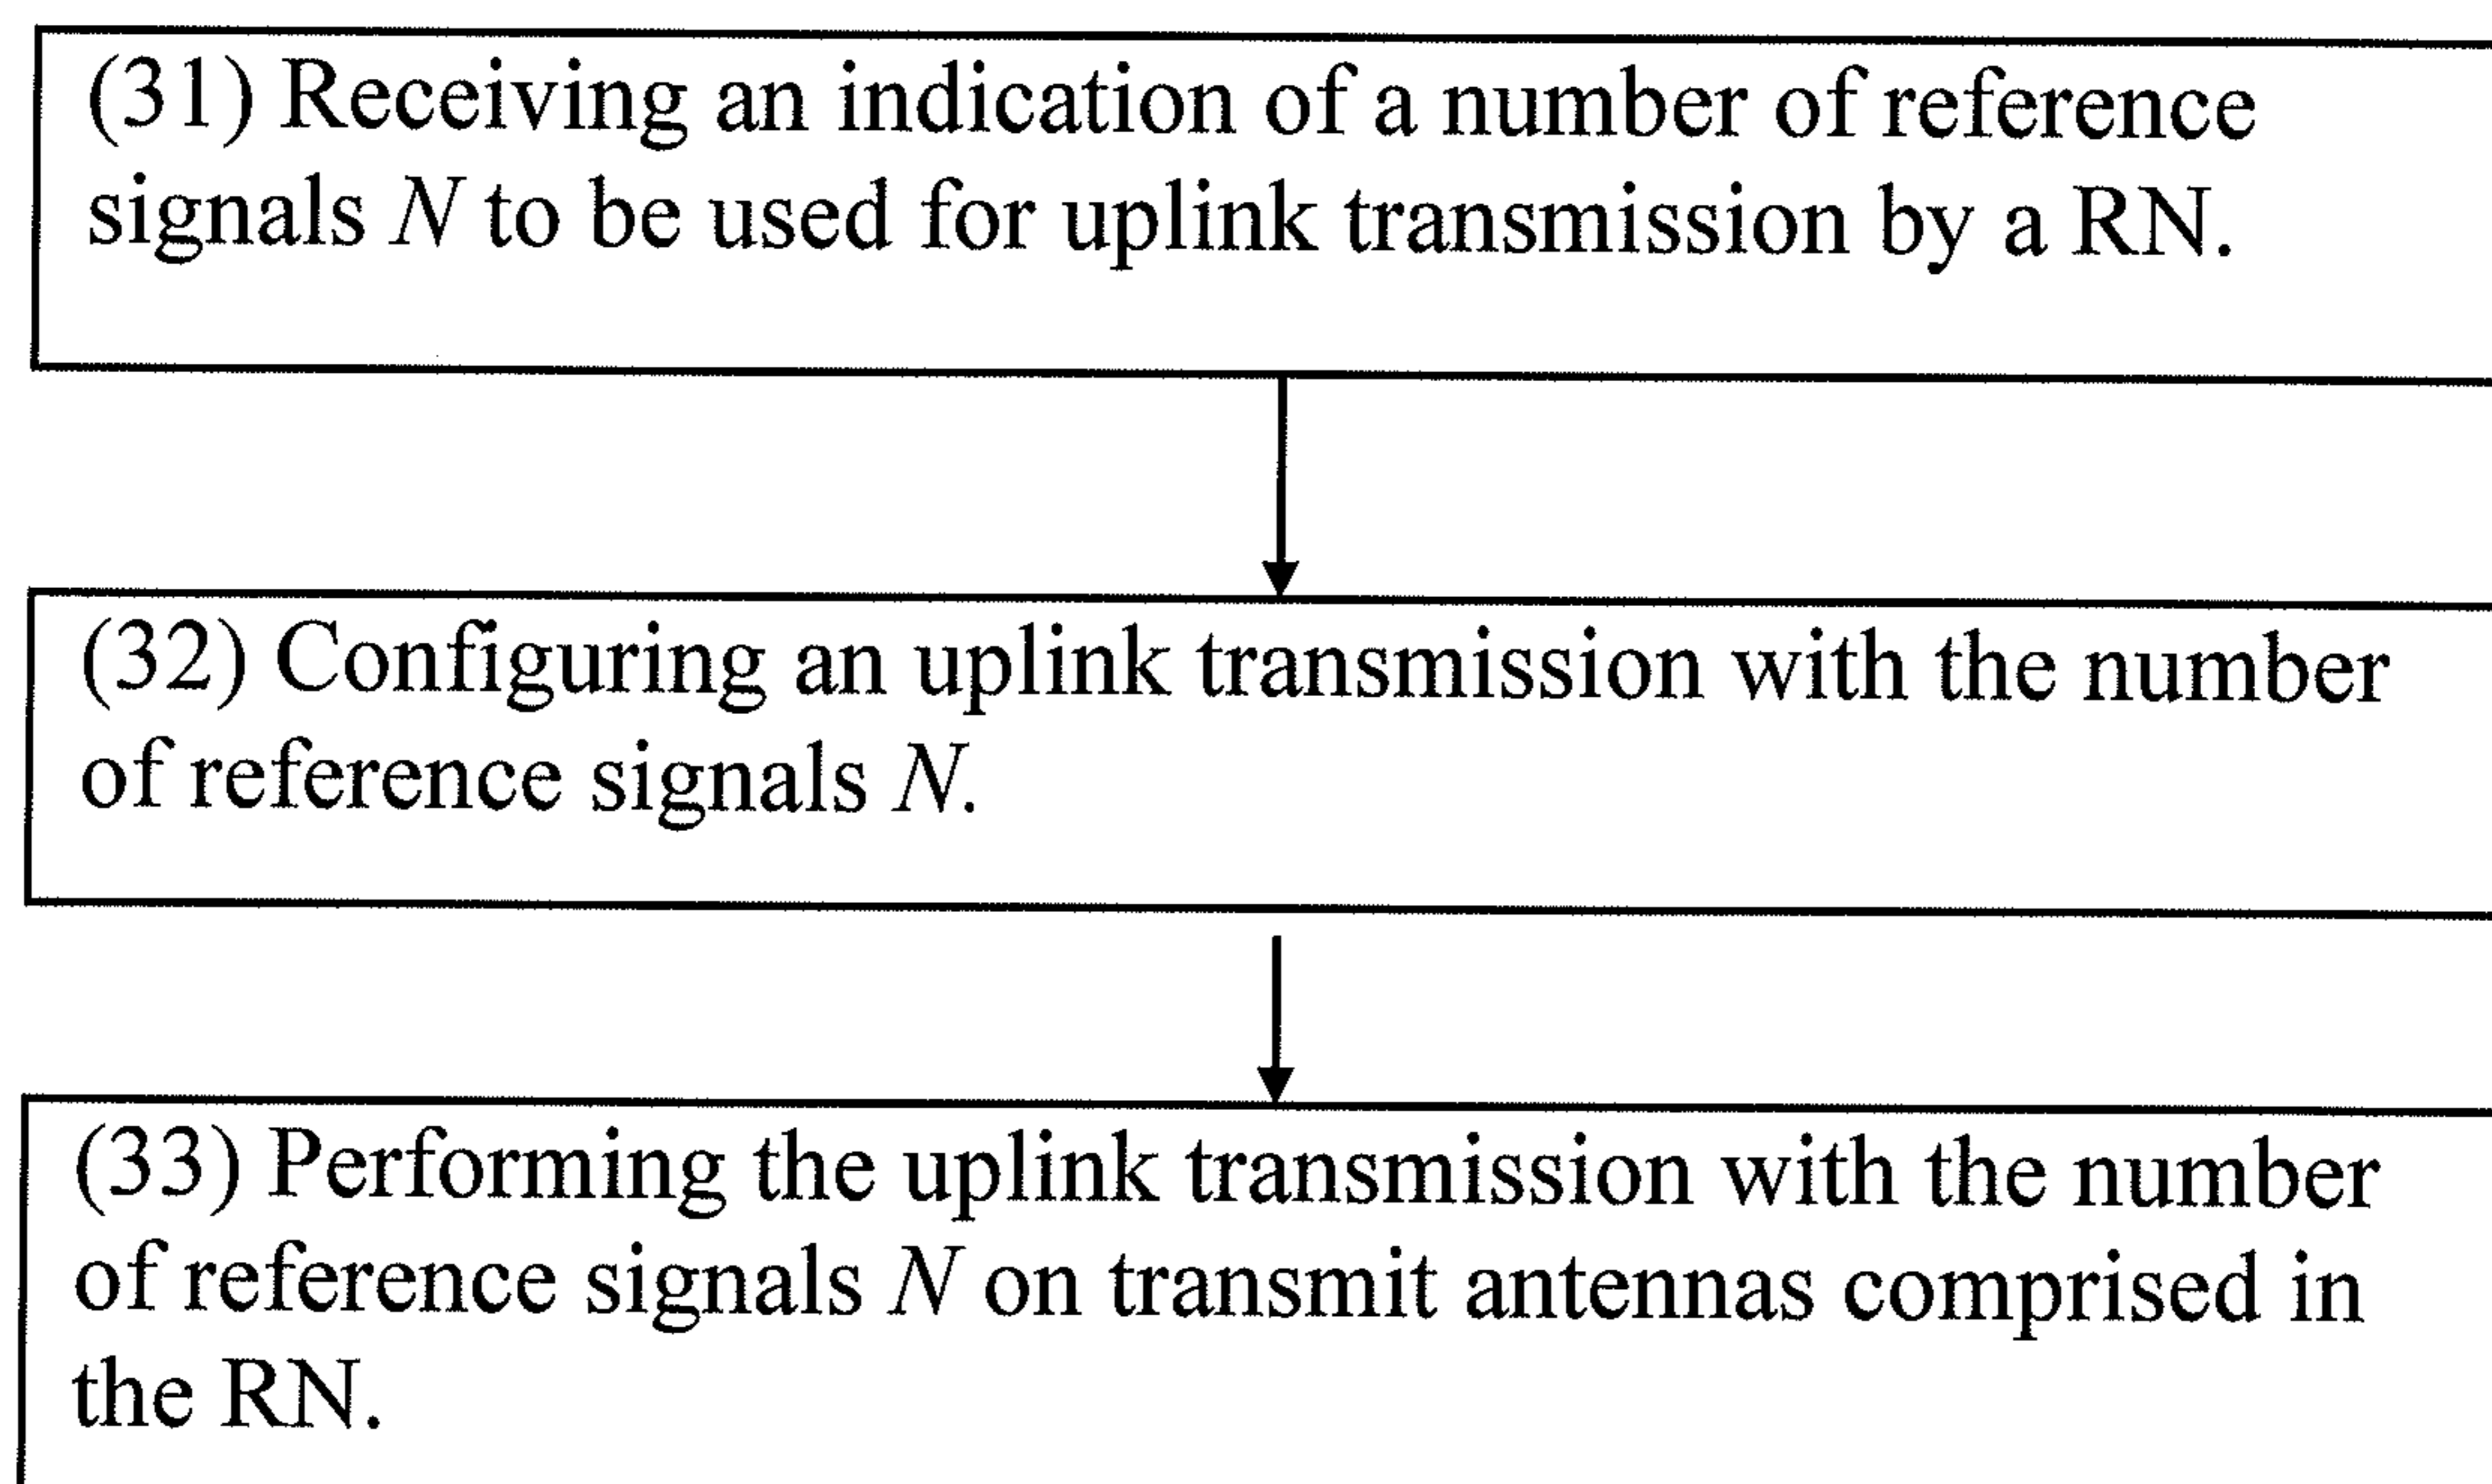 (31) Receiving an indication of a number of reference
signals N to be used for uplink transmission by a RN.
(32) Configuring an uplink transmission with the number
of reference signals N.
(33) Performing the uplink transmission with the number
of reference signals N on transmit antennas comprised in
the RN.